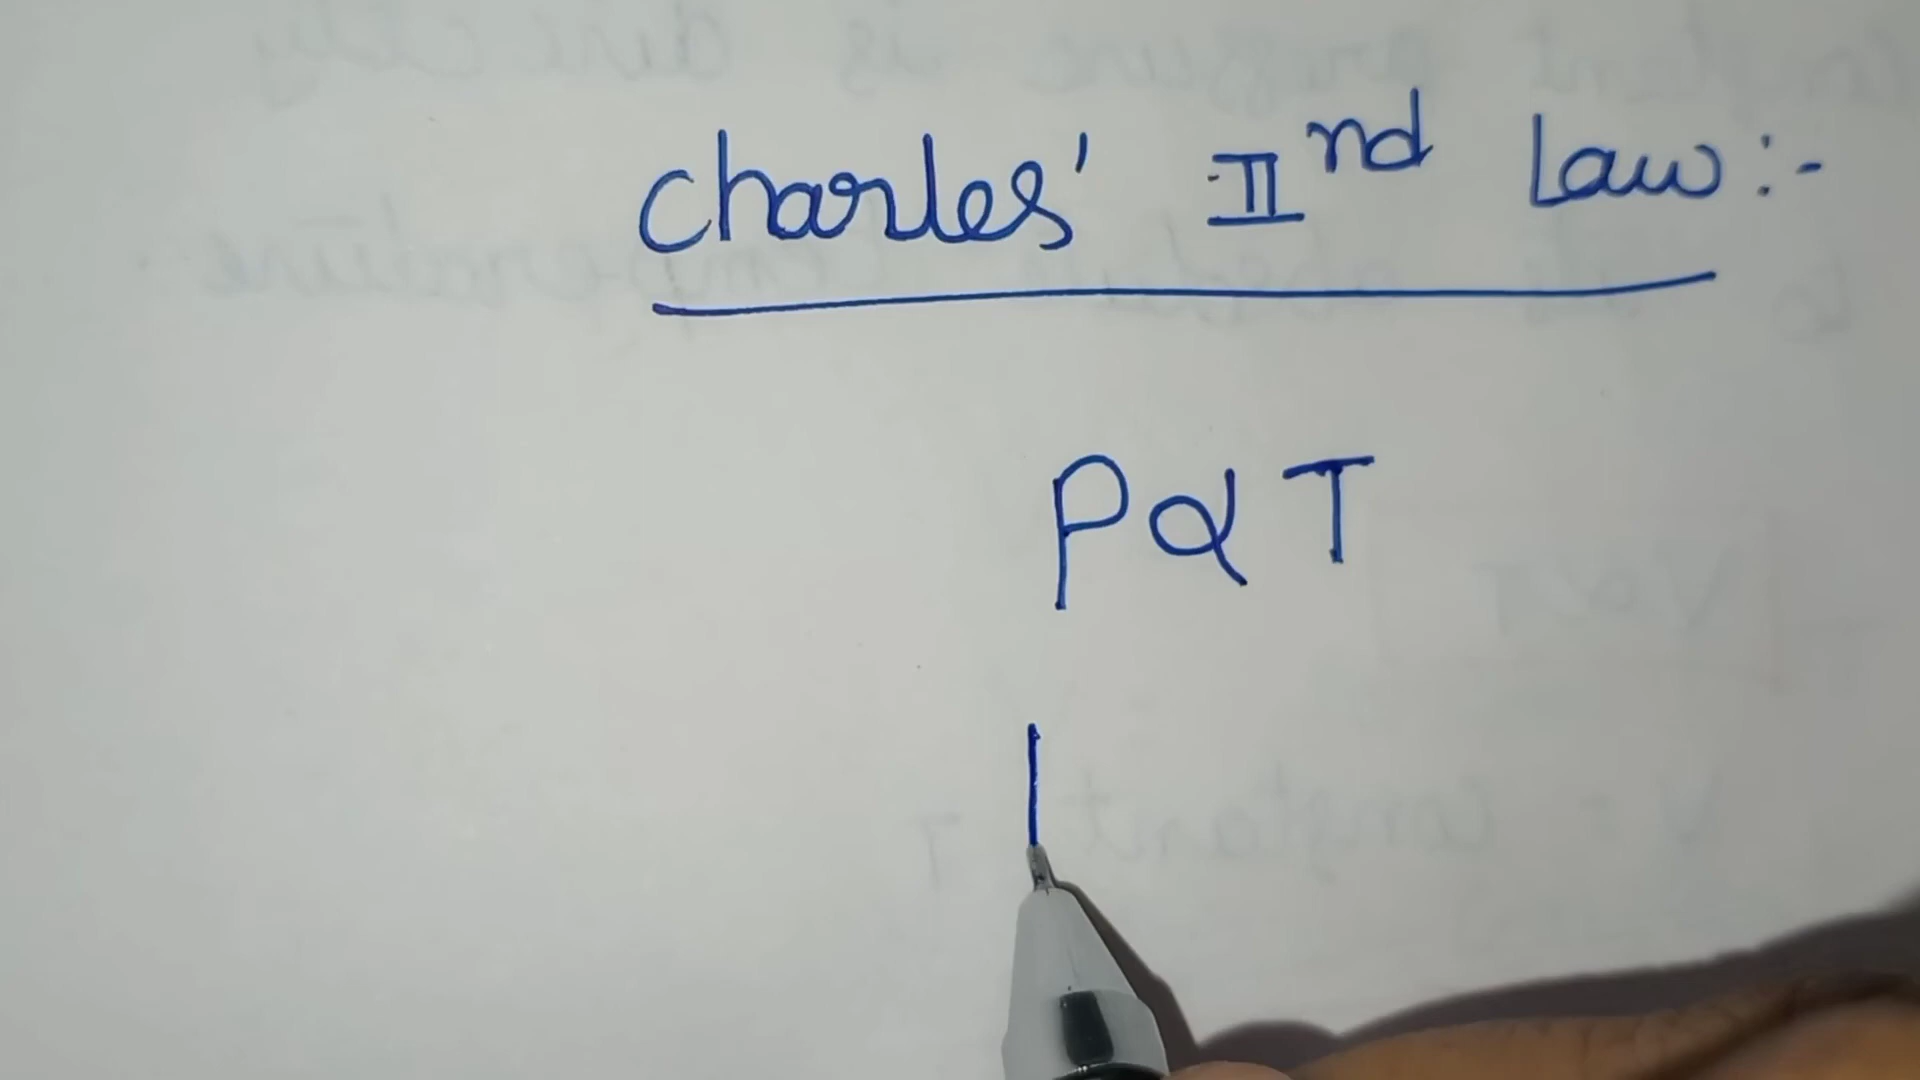 Charles' IInd Law:-
P α T